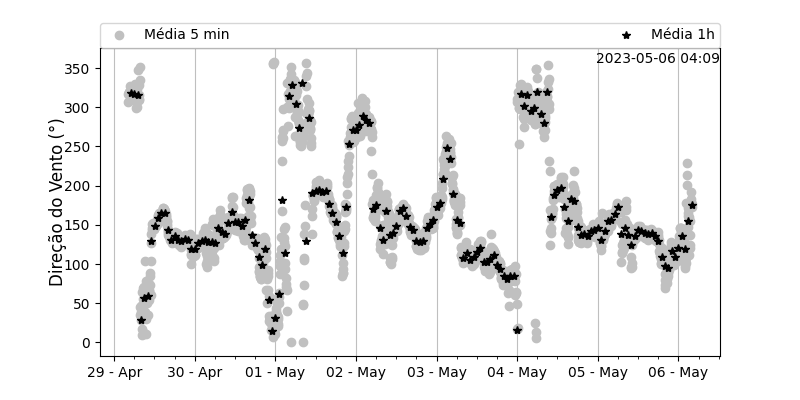 Média 5 min
Média 1h
2023-05-06 04:09
Direção do Vento (°)
350
300
250
200
150
100
50
0
29 - Apr
30 - Apr
01 - May
02 - May
03 - May
04 - May
05 - May
06 - May